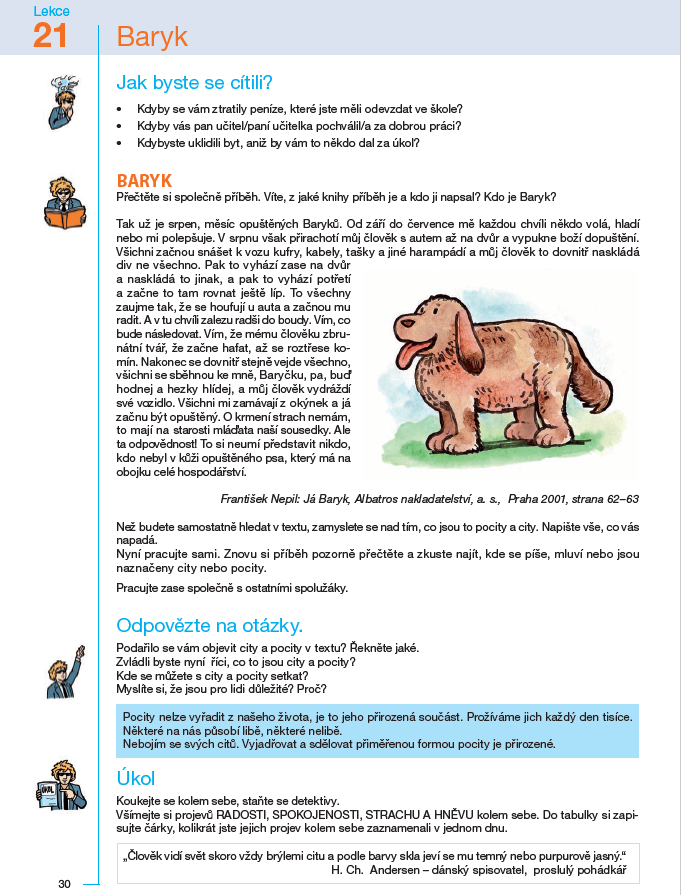 Lekce
21
Baryk
Jak byste se cítili?
• Kdyby se vám ztratily peníze, které jste měli odevzdat ve škole?
• Kdyby vás pan učitel/paní učitelka pochválil/a za dobrou práci?
• Kdybyste uklidili byt, aniž by vám to někdo dal za úkol?
BARYK
Přečtěte si společně příběh. Víte, z jaké knihy příběh je a kdo ji napsal? Kdo je Baryk?
Tak už je srpen, měsíc opuštěných Baryků. Od září do července mě každou chvíli někdo volá, hladí
nebo mi polepšuje. V srpnu však přirachotí můj člověk s autem až na dvůr a vypukne boží dopuštění.
Všichni začnou snášet k vozu kufry, kabely, tašky a jiné harampádí a můj člověk to dovnitř naskládá
div ne všechno. Pak to vyhází zase na dvůr
a naskládá to jinak, a pak to vyhází potřetí
a začne to tam rovnat ještě líp. To všechny
zaujme tak, že se houfují u auta a začnou mu
radit. A v tu chvíli zalezu radši do boudy. Vím, co
bude následovat. Vím, že mému člověku zbru-
nátní tvář, že začne hafat, až se roztřese ko-
mín. Nakonec se dovnitř stejně vejde všechno,
všichni se sběhnou ke mně, Baryčku, pa, buď
hodnej a hezky hlídej, a můj člověk vydráždí
své vozidlo. Všichni mi zamávají z okýnek a já
začnu být opuštěný. O krmení strach nemám,
to mají na starosti mláďata naší sousedky. Ale
ta odpovědnost! To si neumí představit nikdo,
kdo nebyl v kůži opuštěného psa, který má na
obojku celé hospodářství.
František Nepil: Já Baryk, Albatros nakladatelství, a. s., Praha 2001, strana 62–63
Než budete samostatně hledat v textu, zamyslete se nad tím, co jsou to pocity a city. Napište vše, co vás
napadá.
Nyní pracujte sami. Znovu si příběh pozorně přečtěte a zkuste najít, kde se píše, mluví nebo jsou
naznačeny city nebo pocity.
Pracujte zase společně s ostatními spolužáky.
Odpovězte na otázky.
Podařilo se vám objevit city a pocity v textu? Řekněte jaké.
Zvládli byste nyní říci, co to jsou city a pocity?
Kde se můžete s city a pocity setkat?
Myslíte si, že jsou pro lidi důležité? Proč?
Pocity nelze vyřadit z našeho života, je to jeho přirozená součást. Prožíváme jich každý den tisíce.
Některé na nás působí libě, některé nelibě.
Nebojím se svých citů. Vyjadřovat a sdělovat přiměřenou formou pocity je přirozené.
ÚKOL
Úkol
Koukejte se kolem sebe, staňte se detektivy.
Všímejte si projevů RADOSTI, SPOKOJENOSTI, STRACHU A HNĚVU kolem sebe. Do tabulky si zapi-
sujte čárky, kolikrát jste jejich projev kolem sebe zaznamenali v jednom dnu.
„Člověk vidí svět skoro vždy brýlemi citu a podle barvy skla jeví se mu temný nebo purpurově jasný.“
H. Ch. Andersen – dánský spisovatel, proslulý pohádkář
30